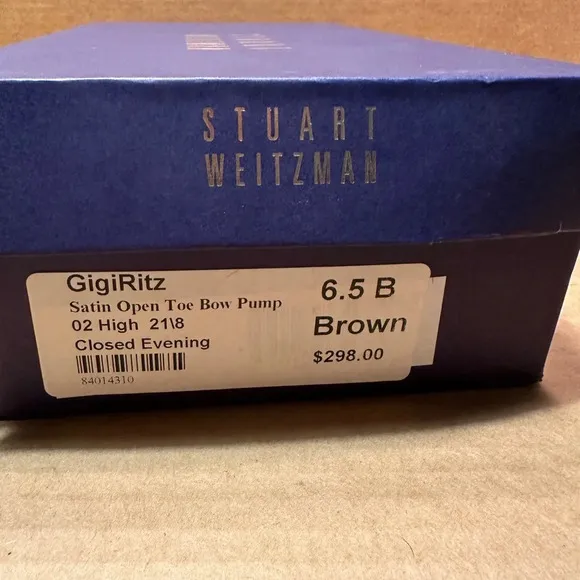 STUART
WEITZMAN
GigiRitz
Satin Open Toe Bow Pump
02 High 21\8
Closed Evening
84014310
6.5 B
Brown
$298.00